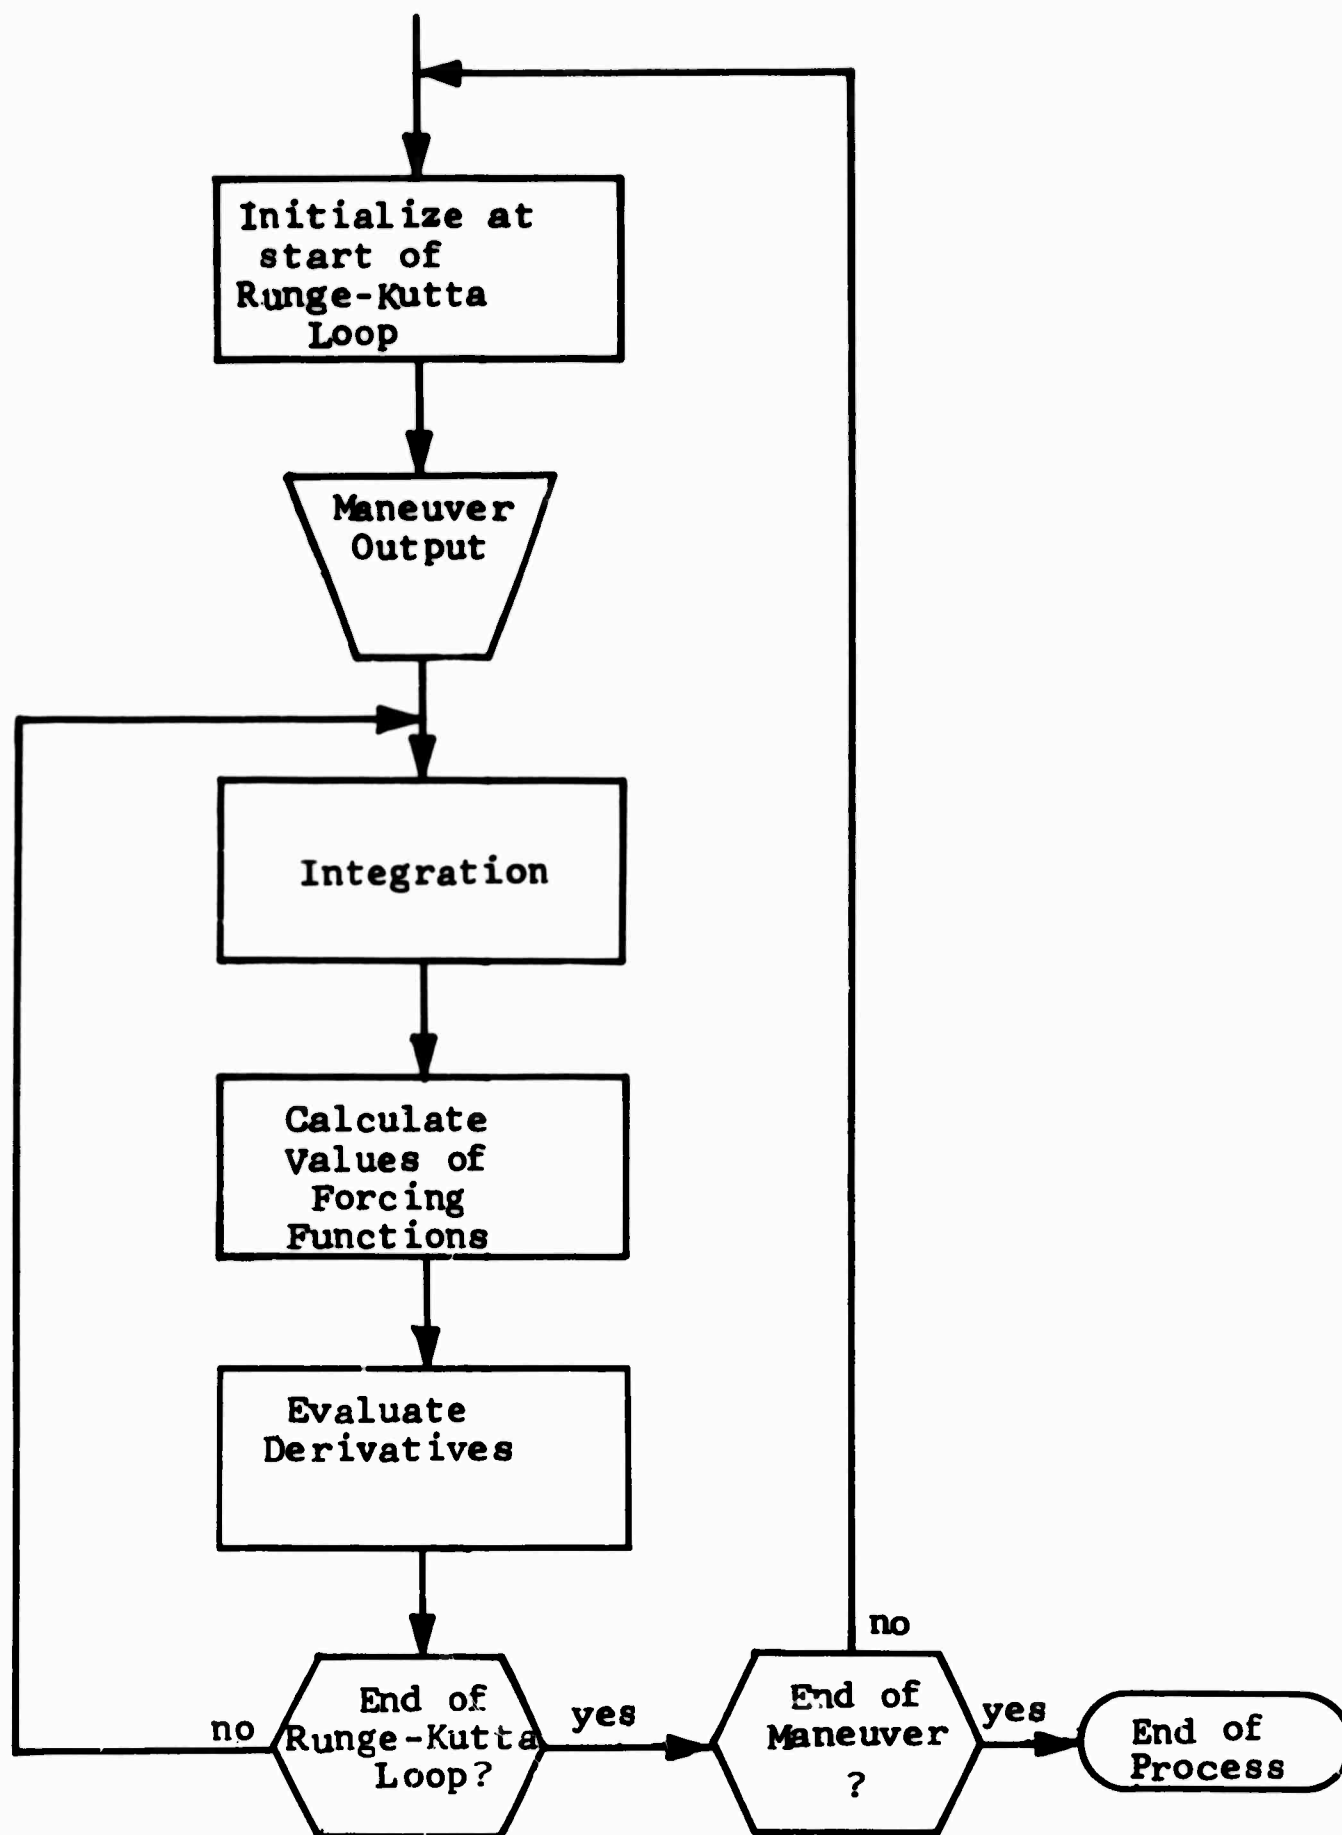 Initialize at
start of
Runge-Kutta
Loop
Maneuver
Output
Integration
Calculate
Values of
Forcing
Functions
Evaluate
Derivatives
no
End of
Runge-Kutta
Loop?
yes
no
End of
Maneuver
?
yes
End of
Process